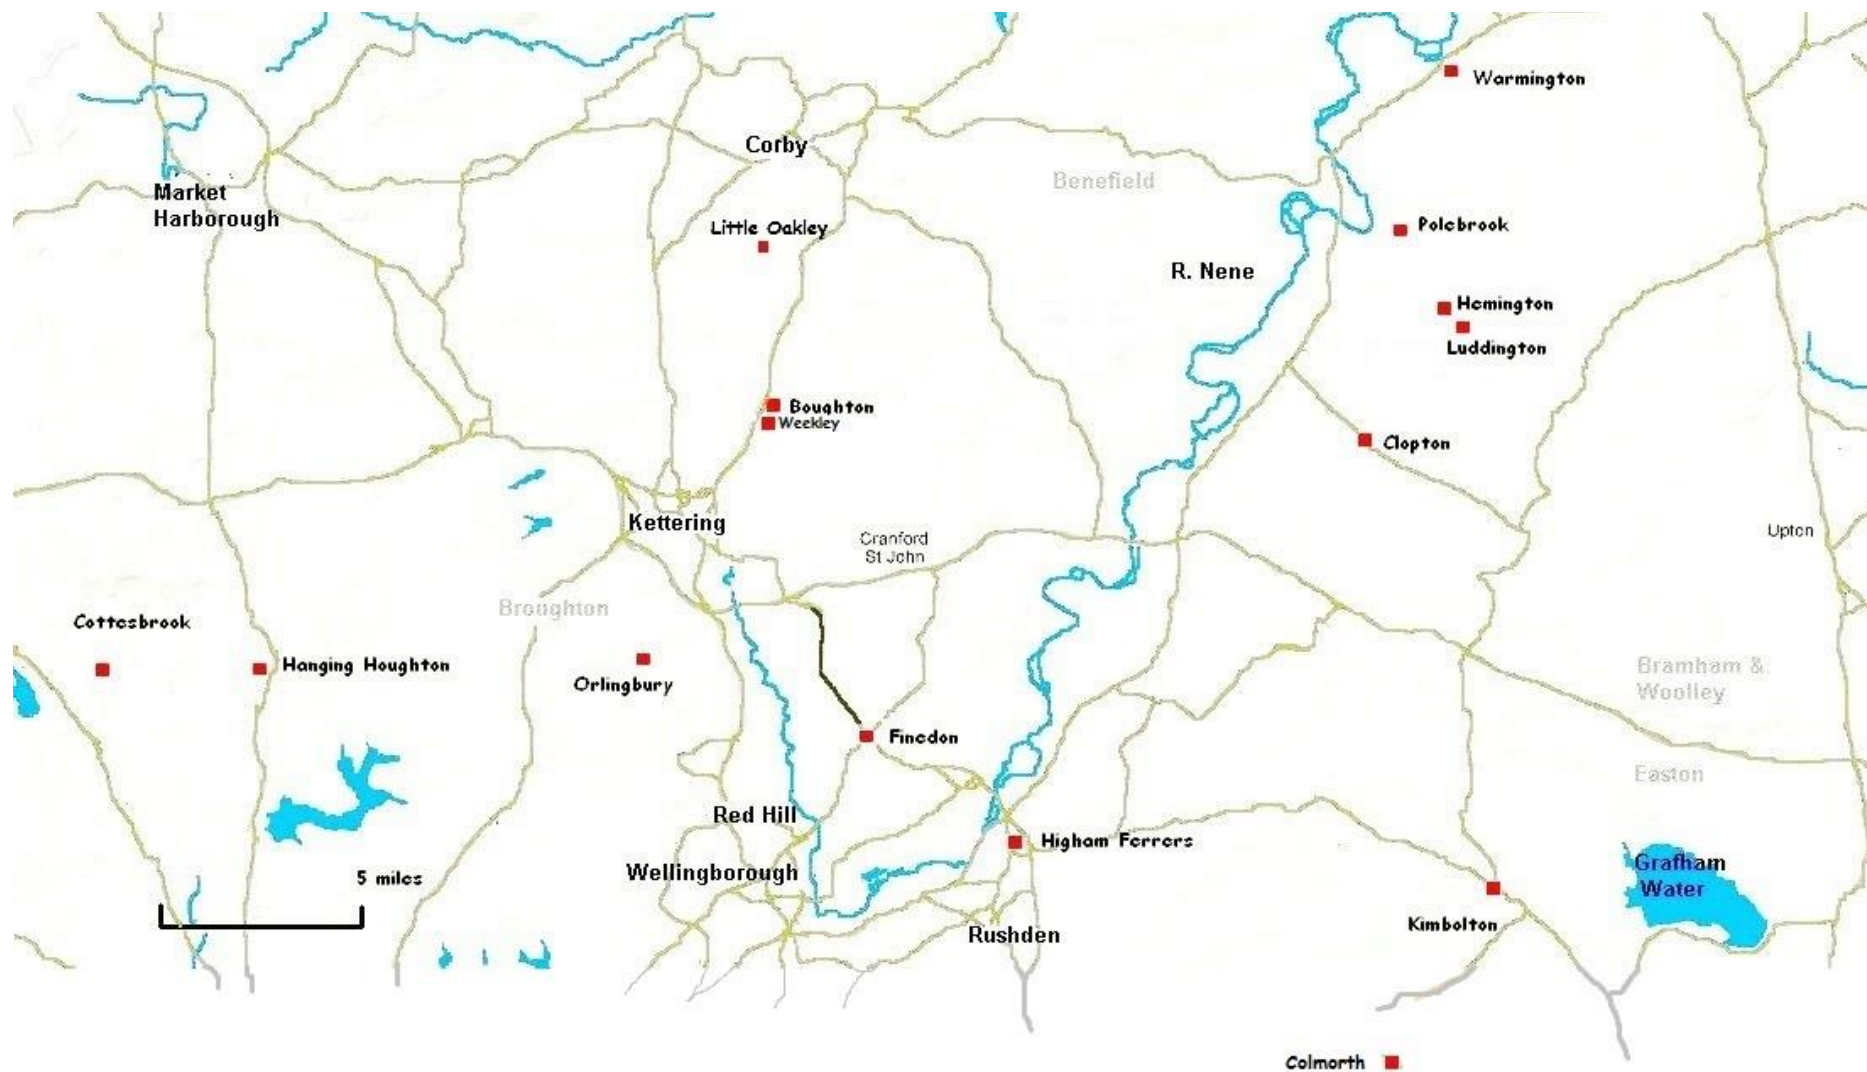 Warmington
Corby
Benefield
Market
Harborough
Little Oakley
Polebrook
R. Nene
Hemington
Luddington
Boughton
Weekley
Clopton
Kettering
Cranford
St John
Upton
Broughton
Cottesbrook
Hanging Houghton
Orlingbury
Bramham &
Woolley
Finedon
Easton
Red Hill
Higham Ferrers
Grafham
Water
Wellingborough
5 miles
Kimbolton
Rushden
Colmorth